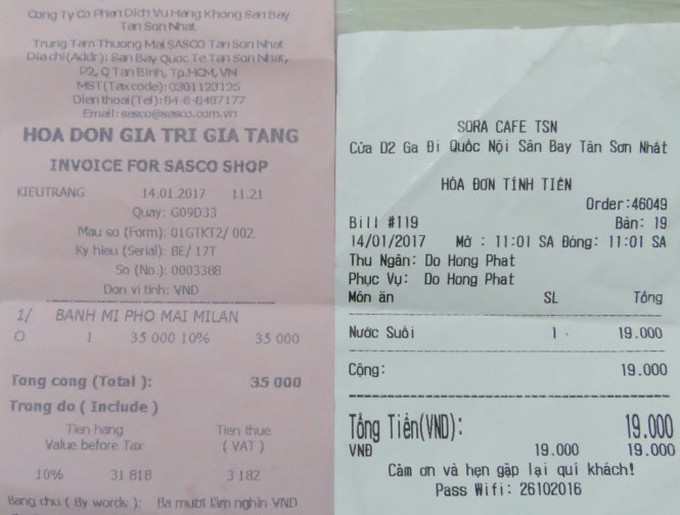 Cong Ty Co Phan Dich Vu Hang Khong San Bay
Tan Son Nhat
Trung Tam Thuong Mai SASCO Tan Son Nhat
Dia chi(Addr): San Bay Quoc Te Tan Son Nhat,
P2, Q Tan Binh, Tp.HCM, VN
MST(Tax code): 0301123125
Dien thoai(Tel):84-8-8487177
Email: sasco@sasco.com.vn
HOA DON GIA TRI GIA TANG
INVOICE FOR SASCO SHOP
KIEUTRANG 14.01.2017 11.21
Quay: G09D33
Mau so (Form): 01GTKT2/ 002
Ky hieu (Serial): BE/ 17T
So (No.): 0003388
Don vi tinh: VND
1/ BANH MI PHO MAI MILAN
O 1 35 000 10% 35 000
Tong cong (Total ): 35 000
Trong do ( Include )
Tien hang Tien thue
Value before Tax ( VAT )
10% 31 818 3 182
Bang chu ( By words ): Ba muoi lam nghin VND
SORA CAFE TSN
Cửa D2 Ga Đi Quốc Nội Sân Bay Tân Sơn Nhất
HÓA ĐƠN TÍNH TIỀN
Order:46049
Bill #119 Bàn: 19
14/01/2017 Mở : 11:01 SA Đóng: 11:01 SA
Thu Ngân: Do Hong Phat
Phục Vụ: Do Hong Phat
Món ăn SL Tổng
Nước Suối 1 19.000
Cộng: 19.000
Tổng Tiền(VND): 19.000
VNĐ 19.000 19.000
Cảm ơn và hẹn gặp lại quí khách!
Pass Wifi: 26102016